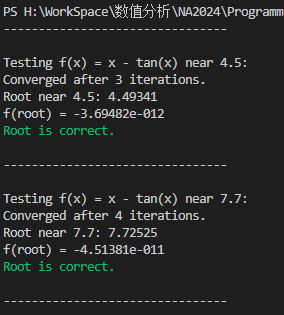 PS H:\WorkSpace\数值分析\NA2024\Programm
--------------------------------
Testing f(x) = x - tan(x) near 4.5:
Converged after 3 iterations.
Root near 4.5: 4.49341
f(root) = -3.69482e-012
Root is correct.
--------------------------------
Testing f(x) = x - tan(x) near 7.7:
Converged after 4 iterations.
Root near 7.7: 7.72525
f(root) = -4.51381e-011
Root is correct.
--------------------------------